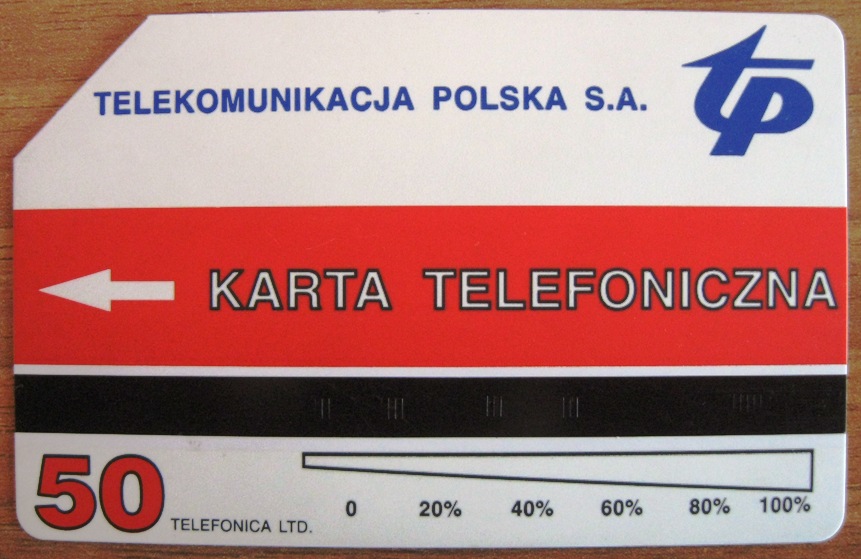 TELEKOMUNIKACJA POLSKA S.A.
TP
KARTA TELEFONICZNA
50
TELEFONICA LTD.
0 20% 40% 60% 80% 100%